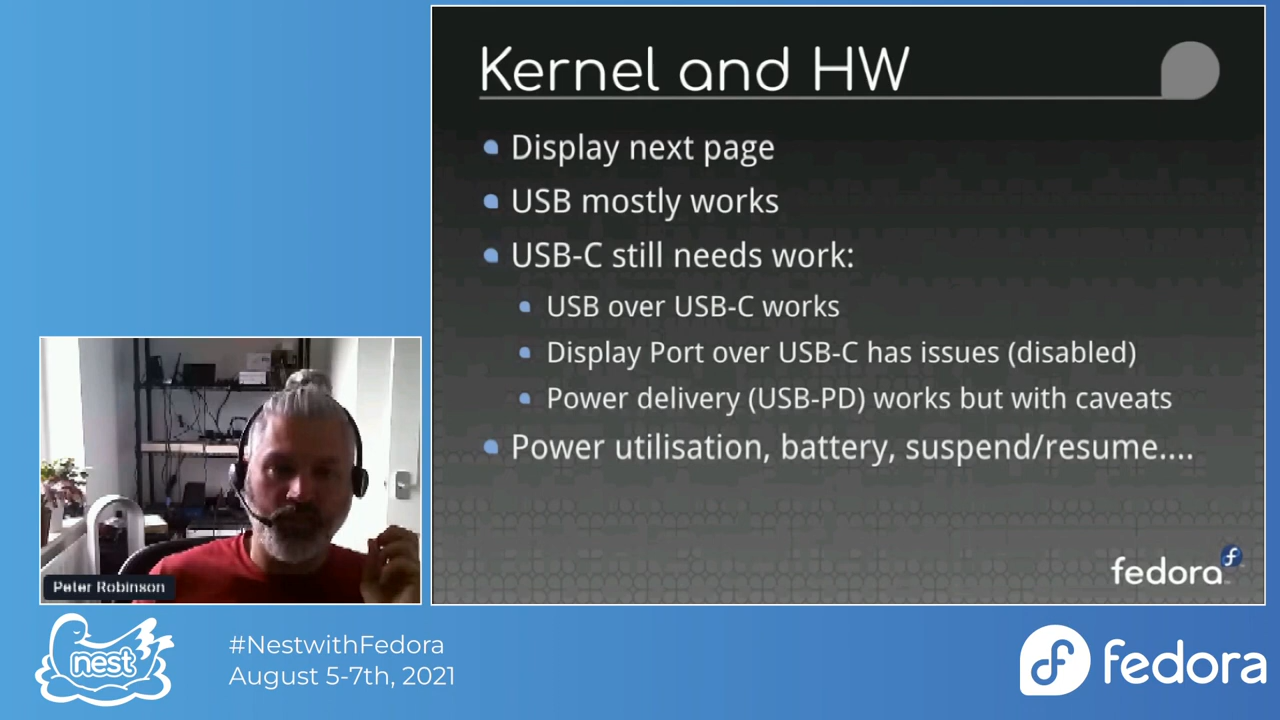 Kernel and HW
Display next page
USB mostly works
USB-C still needs work:
USB over USB-C works
Display Port over USB-C has issues (disabled)
Power delivery (USB-PD) works but with caveats
Power utilisation, battery, suspend/resume....
fedora
Peter Robinson
nest
#NestwithFedora
August 5-7th, 2021
fedora